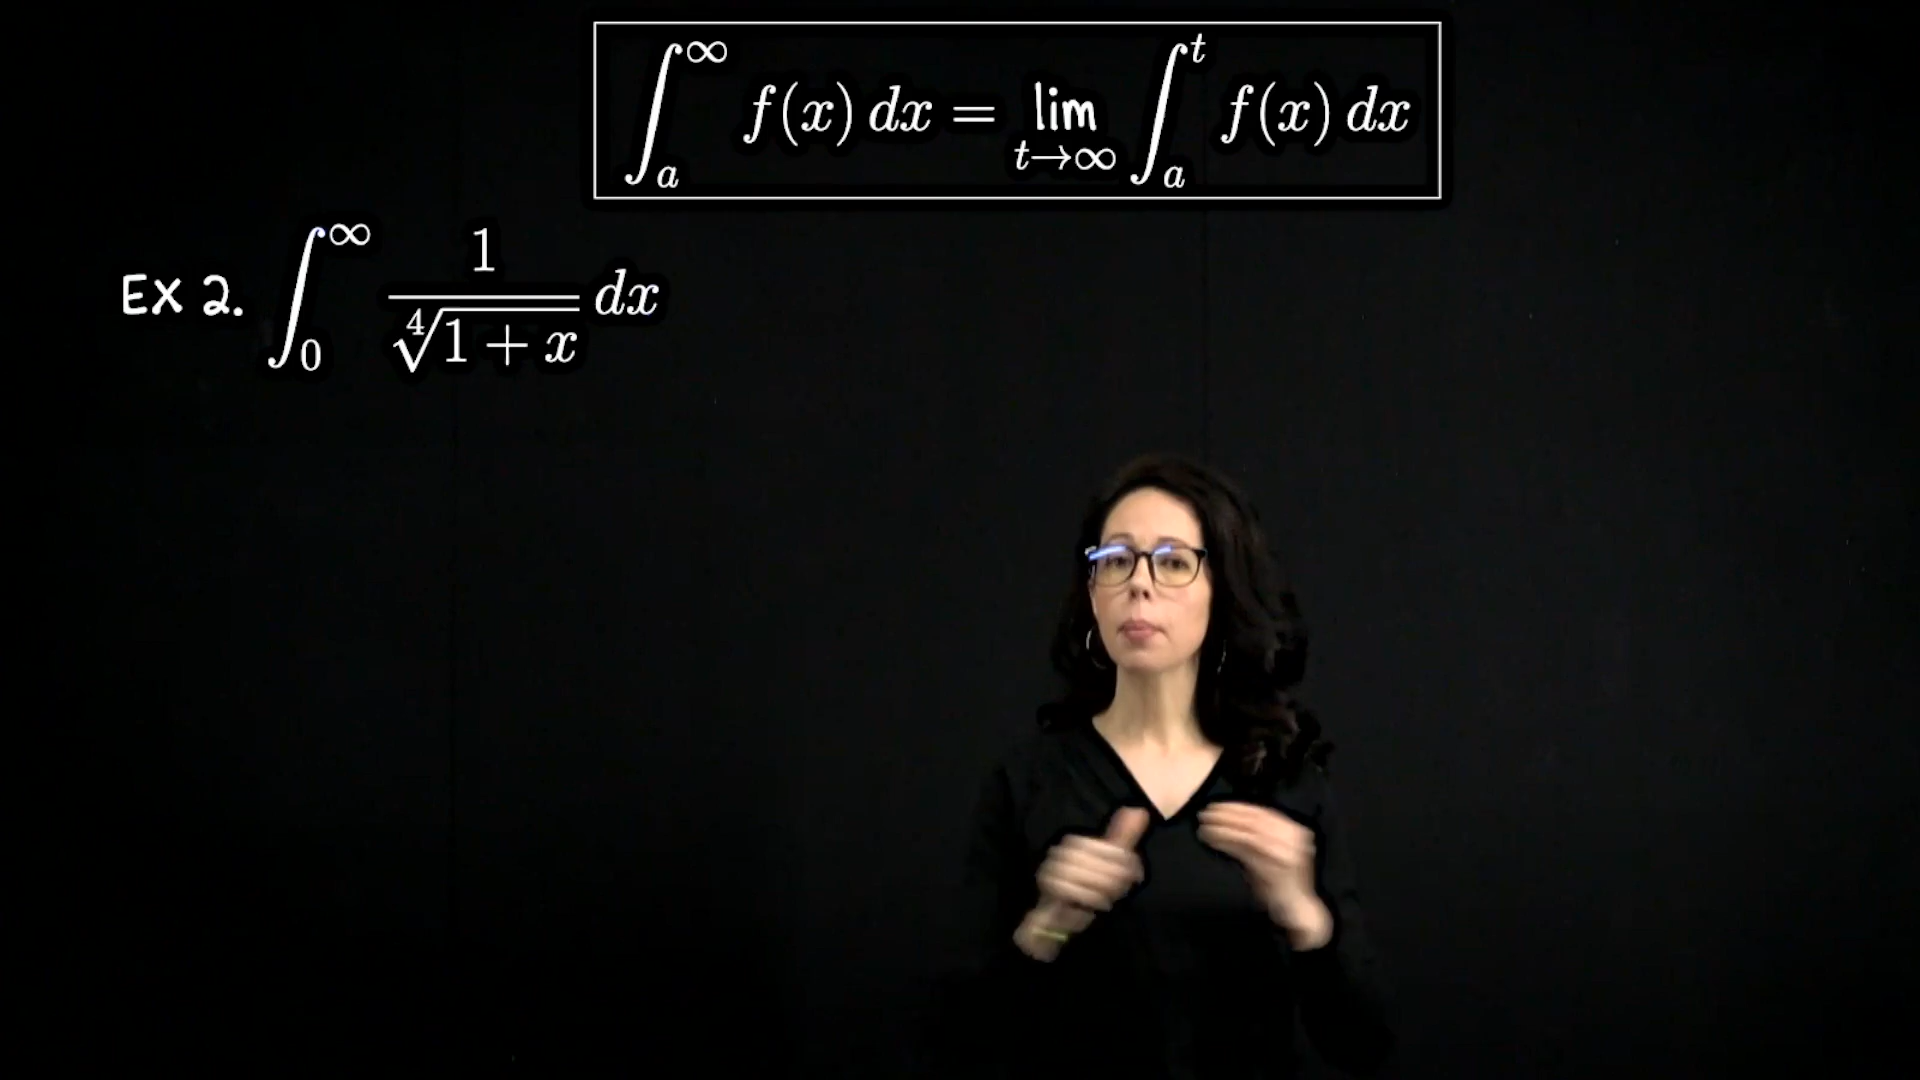 ∫_a^∞ f(x) dx = lim_{t→∞} ∫_a^t f(x) dx
Ex 2. ∫_0^∞ 1/∜(1+x) dx